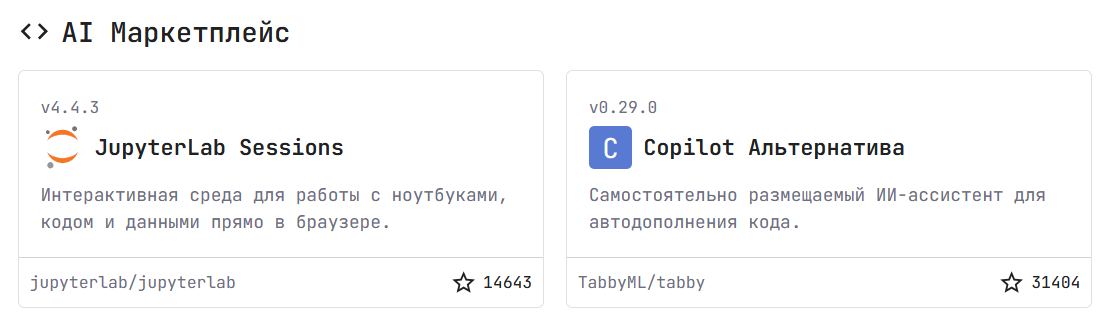 AI Маркетплейс
v4.4.3
JupyterLab Sessions
Интерактивная среда для работы с ноутбуками,
кодом и данными прямо в браузере.
jupyterlab/jupyterlab
14643
v0.29.0
C
Copilot Альтернатива
Самостоятельно размещаемый ИИ-ассистент для
автодополнения кода.
TabbyML/tabby
31404